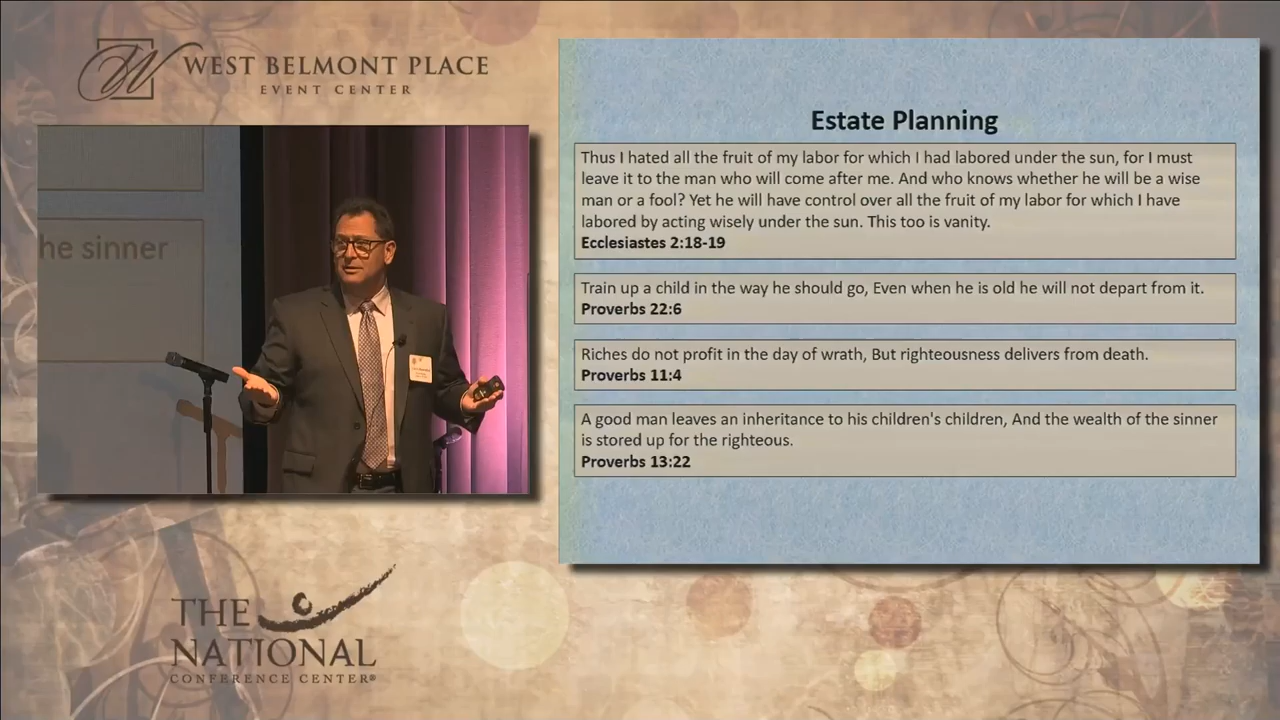 WEST BELMONT PLACE
EVENT CENTER
he sinner
THE
NATIONAL
CONFERENCE CENTER®
Estate Planning
Thus I hated all the fruit of my labor for which I had labored under the sun, for I must
leave it to the man who will come after me. And who knows whether he will be a wise
man or a fool? Yet he will have control over all the fruit of my labor for which I have
labored by acting wisely under the sun. This too is vanity.
Ecclesiastes 2:18-19
Train up a child in the way he should go, Even when he is old he will not depart from it.
Proverbs 22:6
Riches do not profit in the day of wrath, But righteousness delivers from death.
Proverbs 11:4
A good man leaves an inheritance to his children's children, And the wealth of the sinner
is stored up for the righteous.
Proverbs 13:22